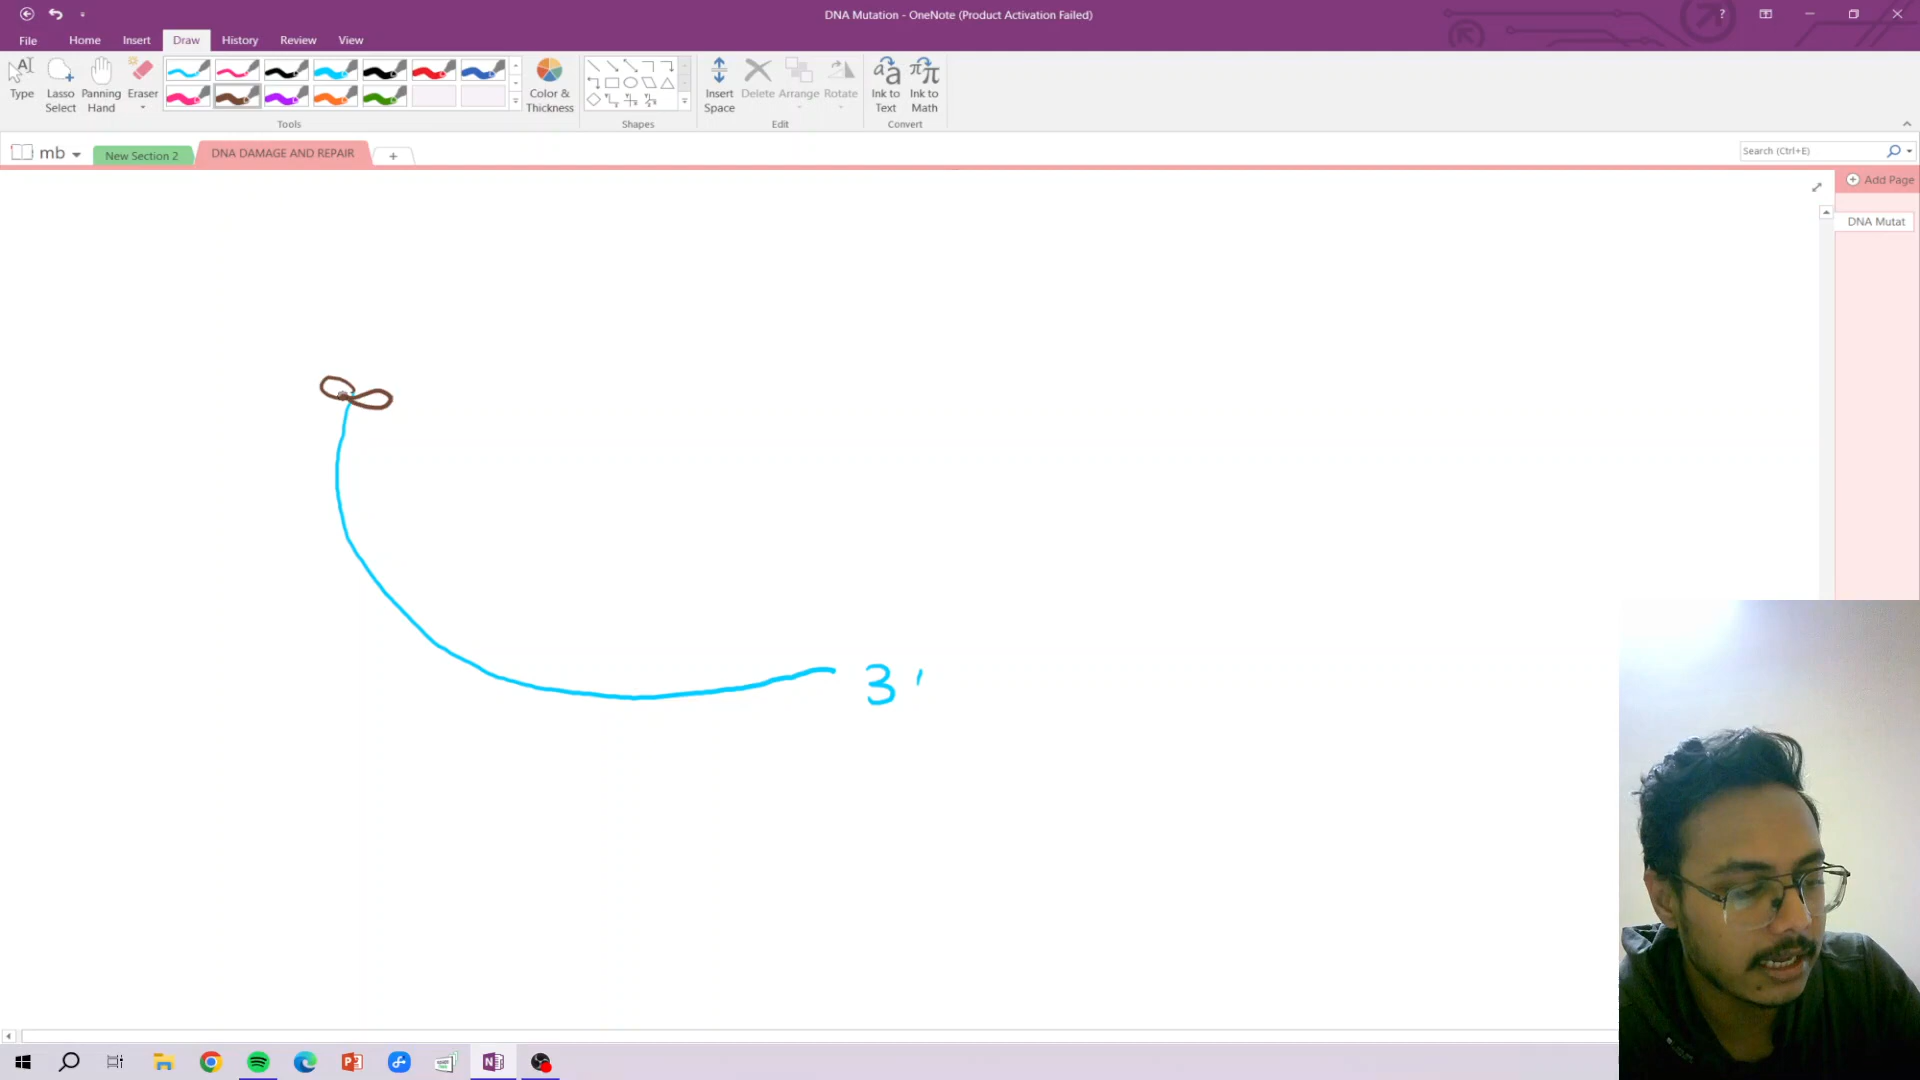 DNA Mutation - OneNote (Product Activation Failed)
?
File Home Insert Draw History Review View
Type
Lasso Select
Panning Hand
Eraser
Color & Thickness
Insert Space
Delete
Arrange
Rotate
Ink to Text
Ink to Math
Tools
Shapes
Edit
Convert
mb
New Section 2
DNA DAMAGE AND REPAIR
+
Search (Ctrl+E)
Add Page
DNA Mutat
3'